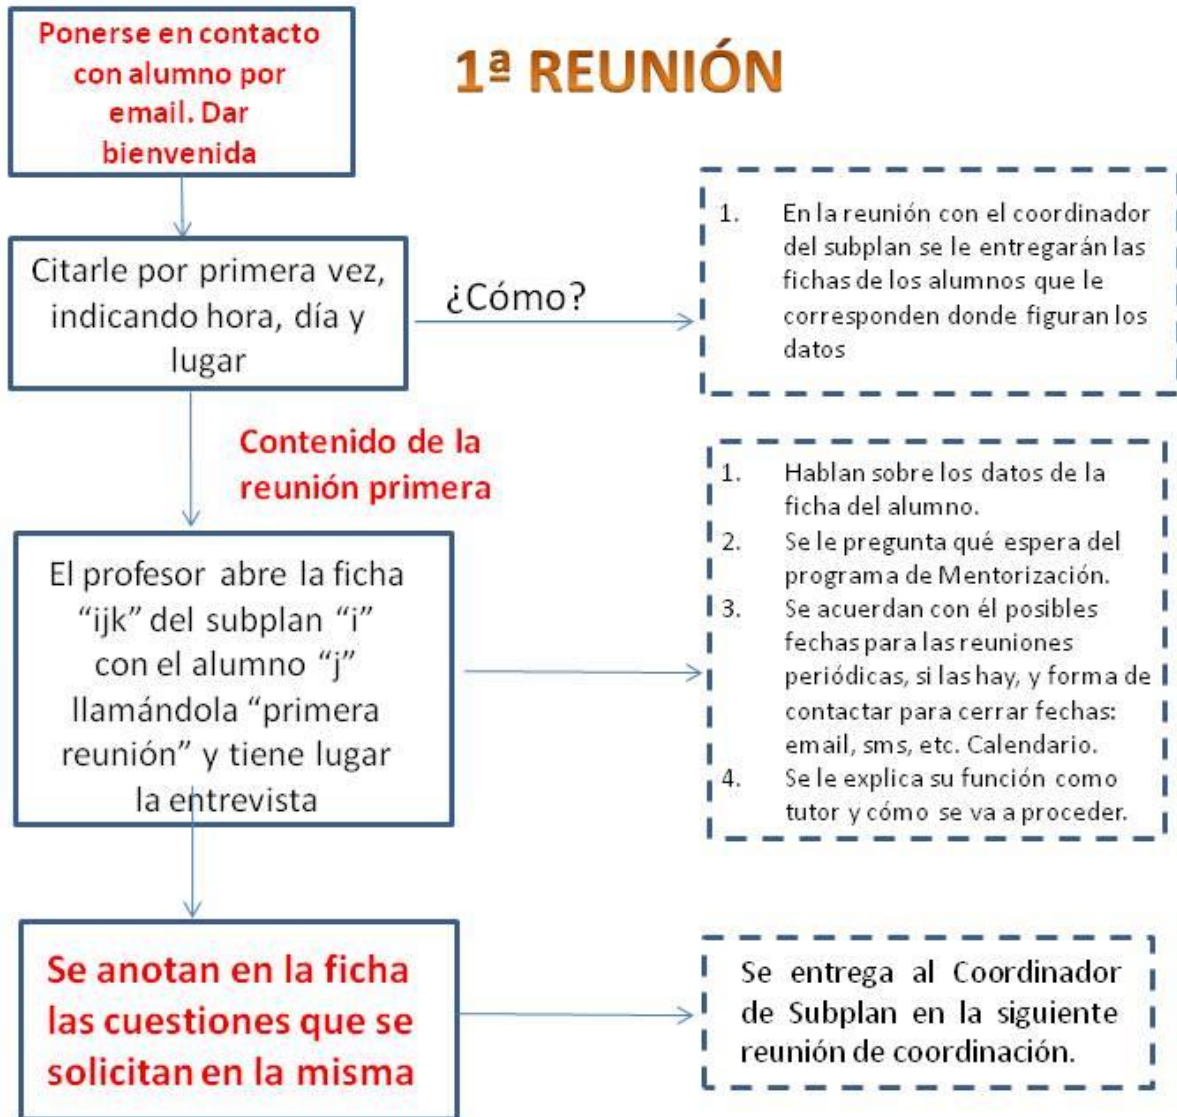 Ponerse en contacto
con alumno por
email. Dar
bienvenida
1ª REUNIÓN
Citarle por primera vez,
indicando hora, día y
lugar
¿Cómo?
1. En la reunión con el coordinador
del subplan se le entregarán las
fichas de los alumnos que le
corresponden donde figuran los
datos
Contenido de la
reunión primera
El profesor abre la ficha
“ijk” del subplan “i”
con el alumno “j”
llamándola “primera
reunión” y tiene lugar
la entrevista
1. Hablan sobre los datos de la
ficha del alumno.
2. Se le pregunta qué espera del
programa de Mentorización.
3. Se acuerdan con él posibles
fechas para las reuniones
periódicas, si las hay, y forma de
contactar para cerrar fechas:
email, sms, etc. Calendario.
4. Se le explica su función como
tutor y cómo se va a proceder.
Se anotan en la ficha
las cuestiones que se
solicitan en la misma
Se entrega al Coordinador
de Subplan en la siguiente
reunión de coordinación.